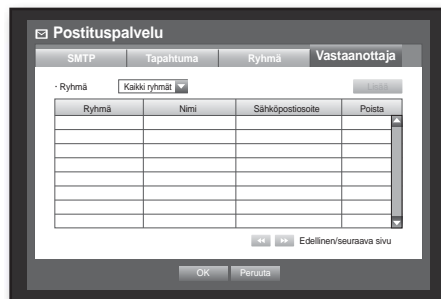 Postituspalvelu
SMTP Tapahtuma Ryhmä Vastaanottaja
· Ryhmä Kaikki ryhmät Lisää
Ryhmä Nimi Sähköpostiosoite Poista
Edellinen/seuraava sivu
OK Peruuta